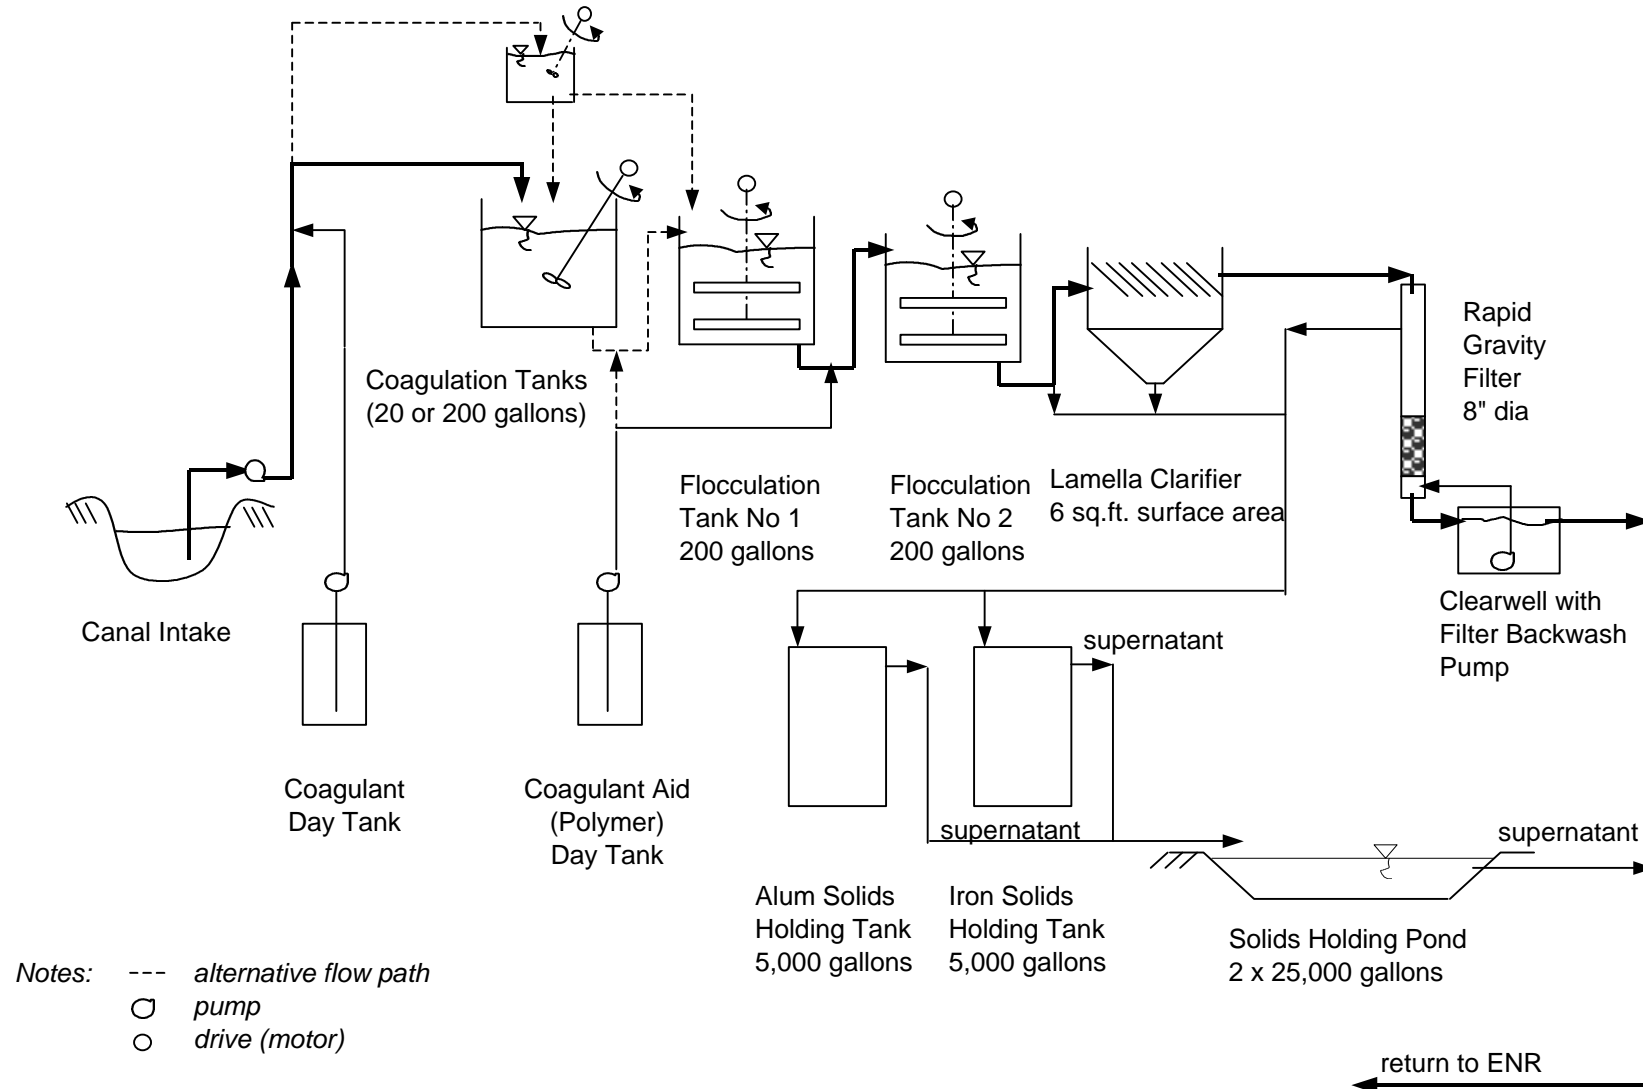 Coagulation Tanks
(20 or 200 gallons)
Rapid
Gravity
Filter
8" dia
Flocculation
Tank No 1
200 gallons
Flocculation
Tank No 2
200 gallons
Lamella Clarifier
6 sq.ft. surface area
Canal Intake
Clearwell with
Filter Backwash
Pump
supernatant
Coagulant
Day Tank
Coagulant Aid
(Polymer)
Day Tank
supernatant
supernatant
Alum Solids
Holding Tank
5,000 gallons
Iron Solids
Holding Tank
5,000 gallons
Solids Holding Pond
2 x 25,000 gallons
Notes: --- alternative flow path
pump
drive (motor)
return to ENR